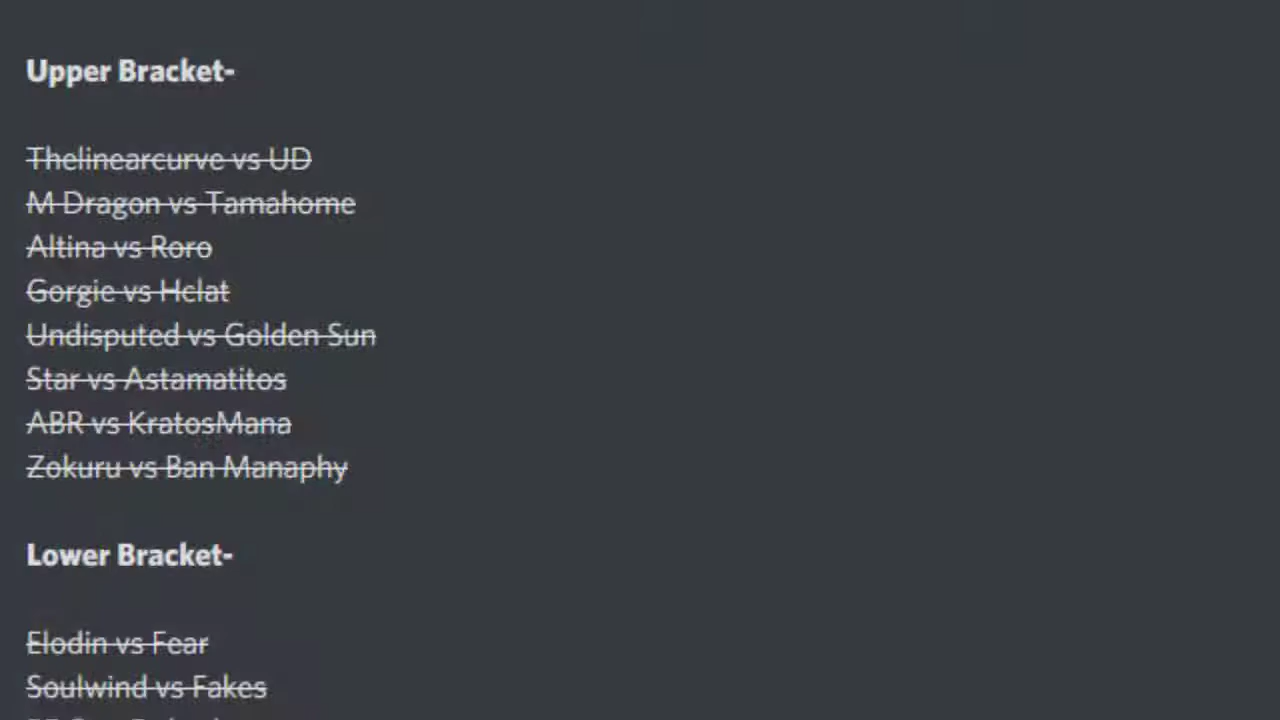 Upper Bracket-
Thelinearcurve vs UD
M Dragon vs Tamahome
Altina vs Roro
Gorgie vs Hclat
Undisputed vs Golden Sun
Star vs Astamatitos
ABR vs KratosMana
Zokuru vs Ban Manaphy
Lower Bracket-
Elodin vs Fear
Soulwind vs Fakes